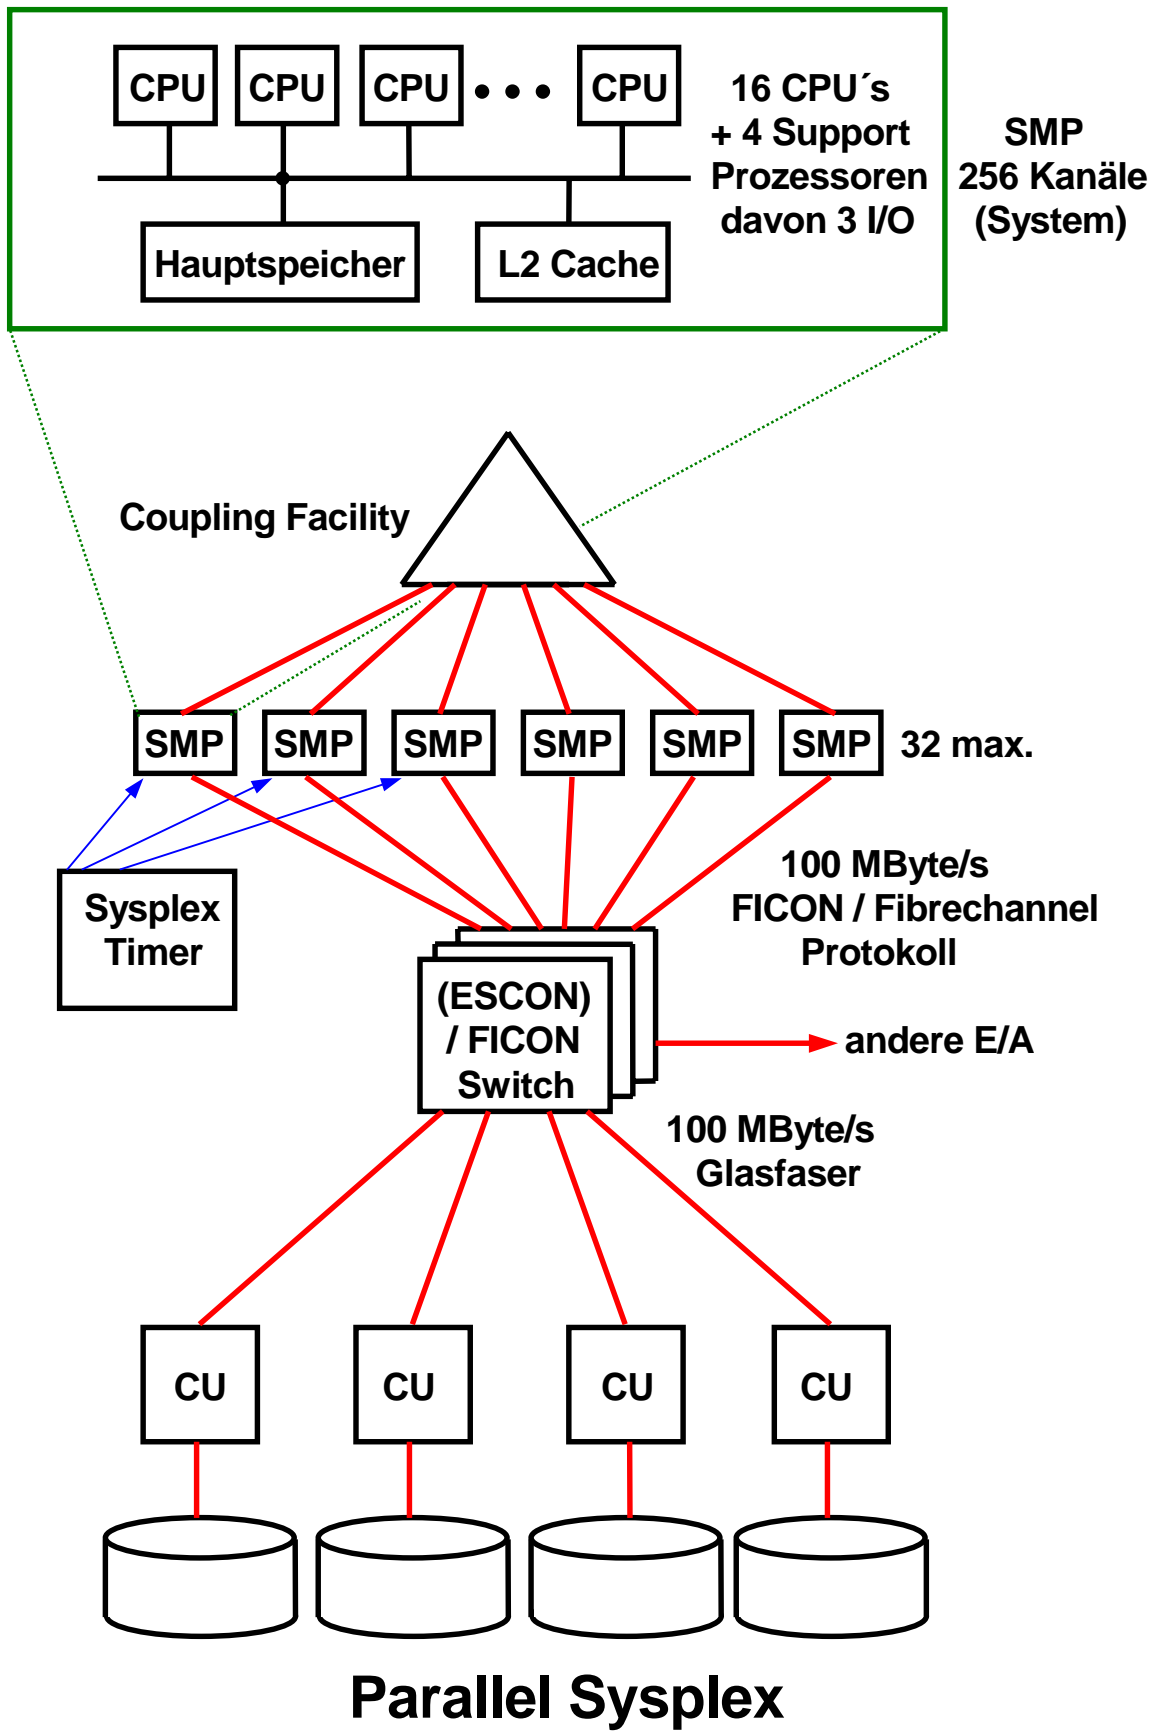 CPU CPU CPU CPU
16 CPU´s
+ 4 Support
Prozessoren
davon 3 I/O
SMP
256 Kanäle
(System)
Hauptspeicher
L2 Cache
Coupling Facility
SMP SMP SMP SMP SMP SMP
32 max.
Sysplex
Timer
100 MByte/s
FICON / Fibrechannel
Protokoll
(ESCON)
/ FICON
Switch
andere E/A
100 MByte/s
Glasfaser
CU CU CU CU
Parallel Sysplex